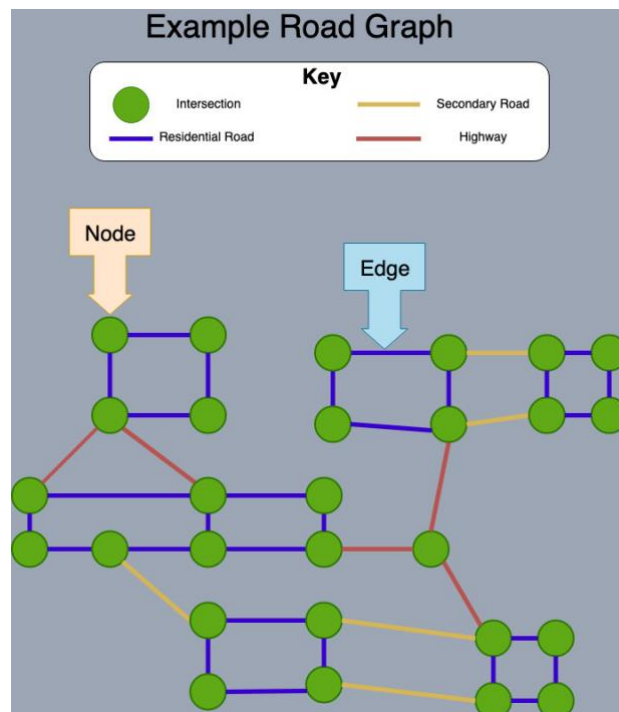 Example Road Graph
Key
Intersection
Secondary Road
Residential Road
Highway
Node
Edge